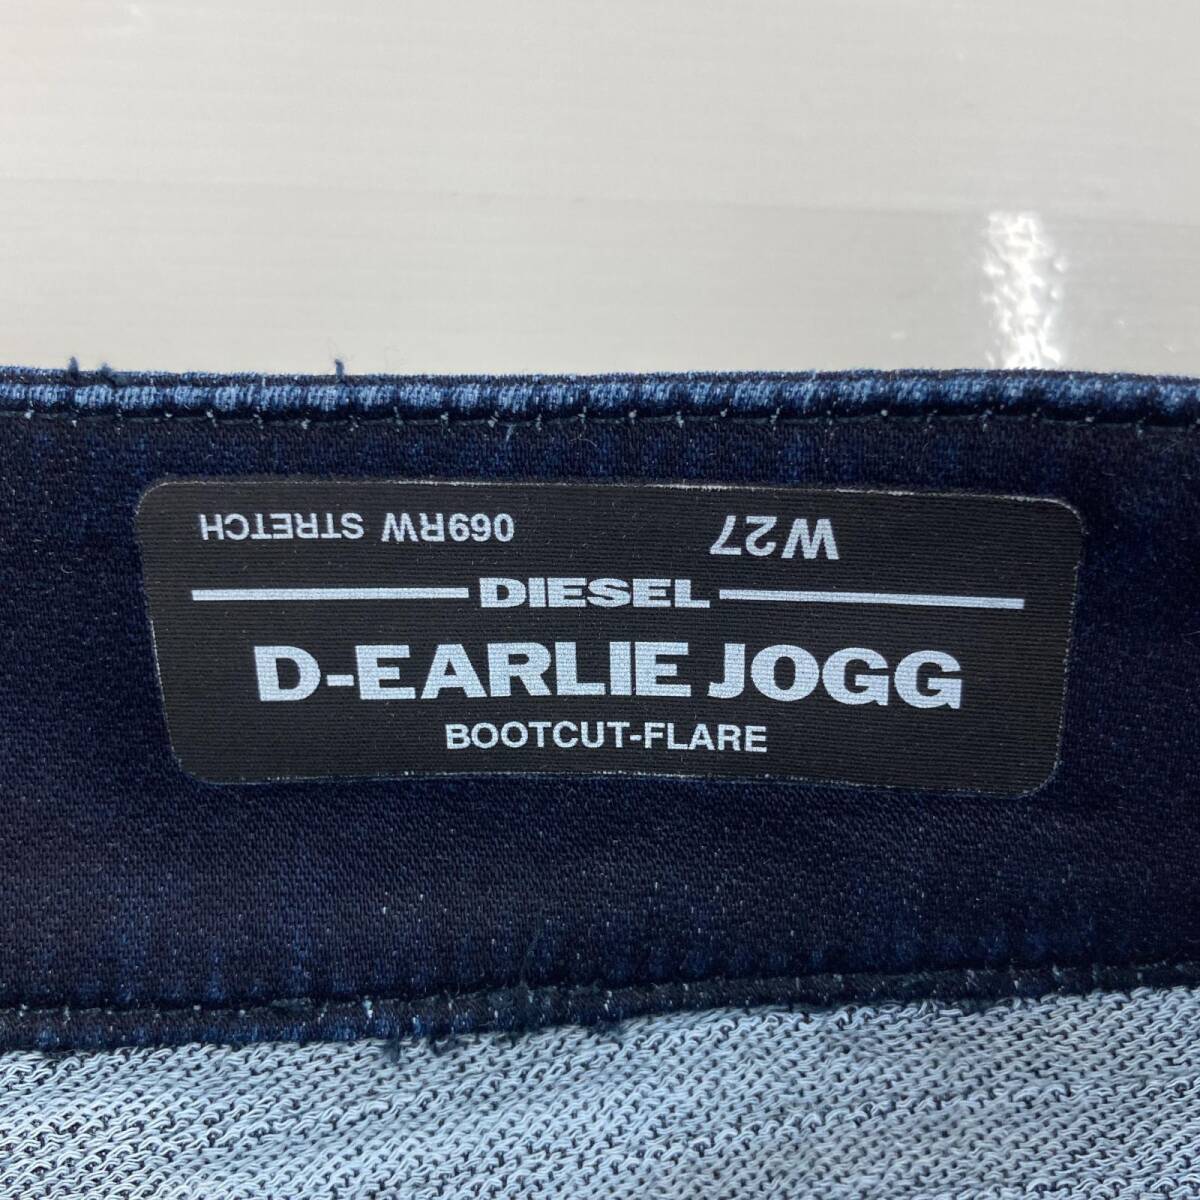 W27 069RW STRETCH
DIESEL
D-EARLIE JOGG
BOOTCUT-FLARE